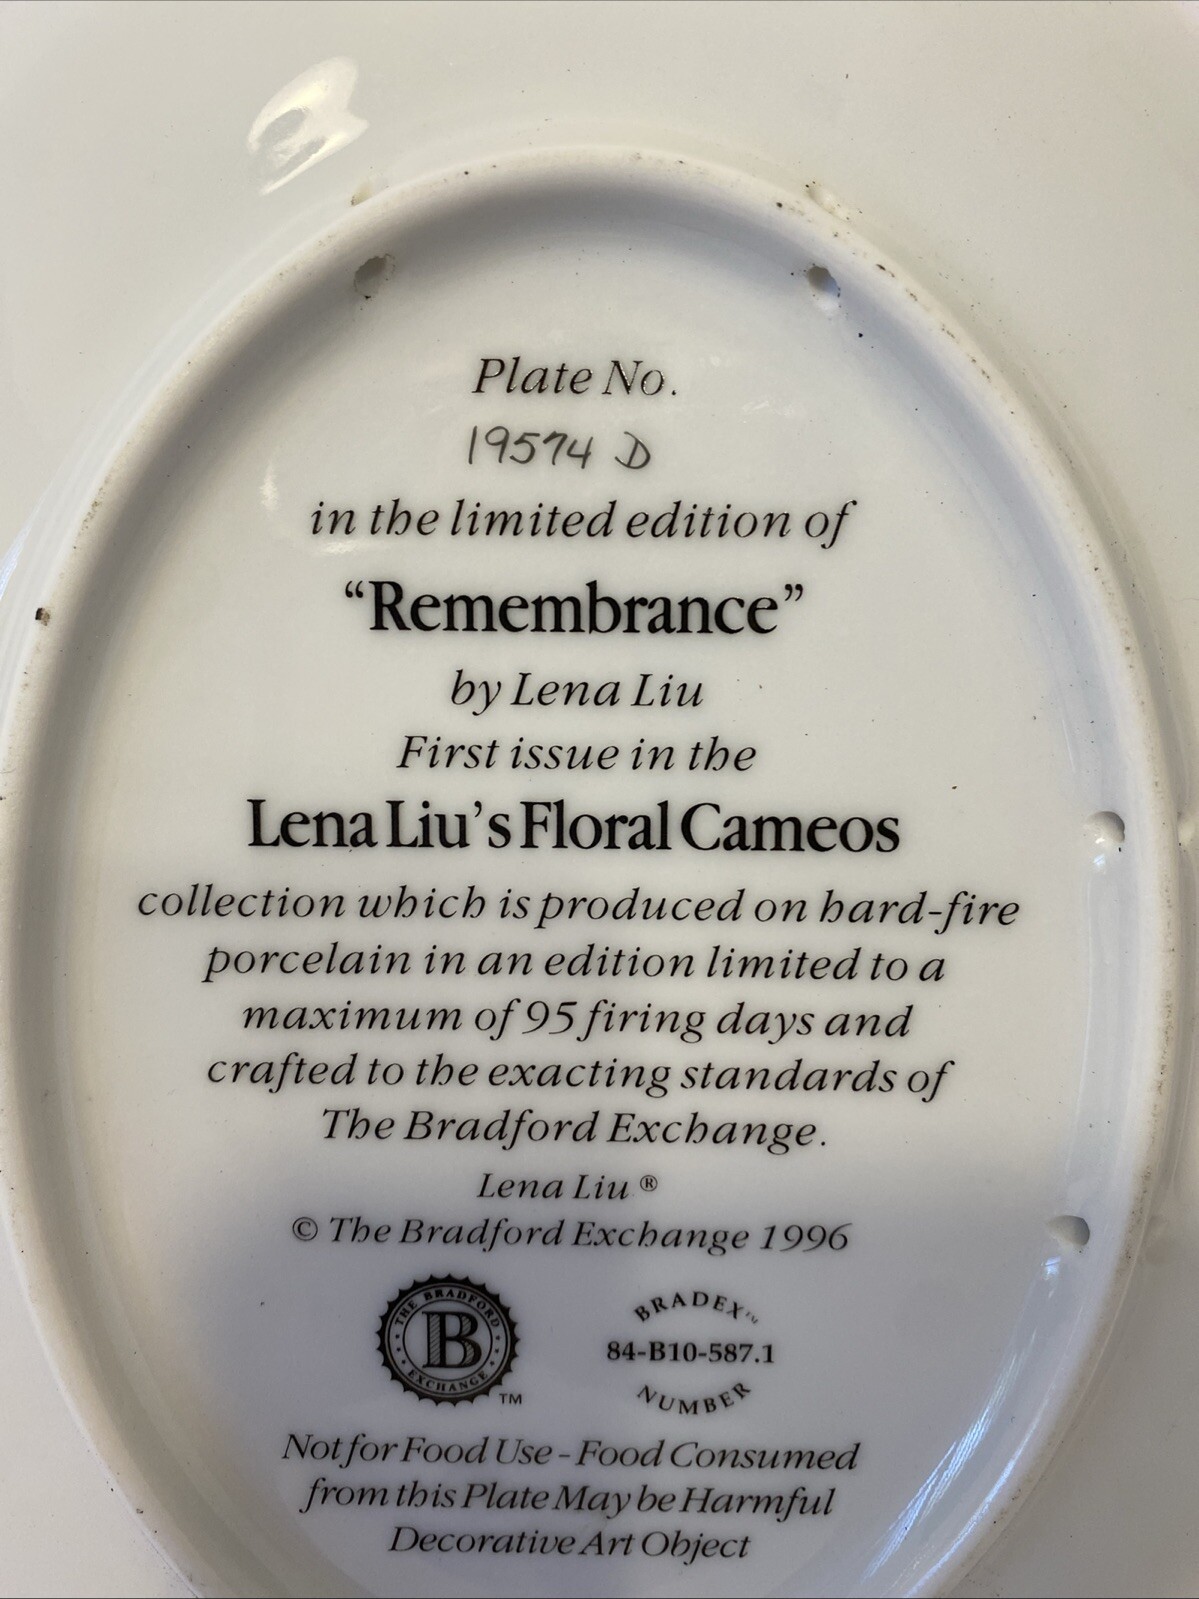 Plate No.
19574 D
in the limited edition of
“Remembrance”
by Lena Liu
First issue in the
Lena Liu’s Floral Cameos
collection which is produced on hard-fire
porcelain in an edition limited to a
maximum of 95 firing days and
crafted to the exacting standards of
The Bradford Exchange.
Lena Liu ®
© The Bradford Exchange 1996
THE BRADFORD
B
EXCHANGE
TM
BRADEX™
84-B10-587.1
NUMBER
Not for Food Use - Food Consumed
from this Plate May be Harmful
Decorative Art Object